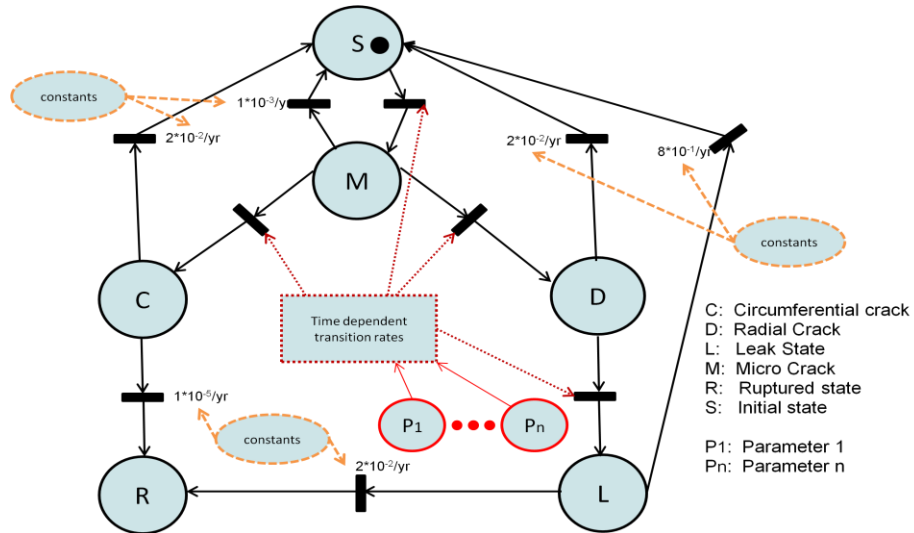 S
constants
1*10⁻³/y
2*10⁻²/yr
2*10⁻²/yr
8*10⁻¹/yr
M
constants
C
D
Time dependent
transition rates
C: Circumferential crack
D: Radial Crack
L: Leak State
M: Micro Crack
R: Ruptured state
S: Initial state
P1: Parameter 1
Pn: Parameter n
1*10⁻⁵/yr
P1
Pn
constants
2*10⁻²/yr
R
L